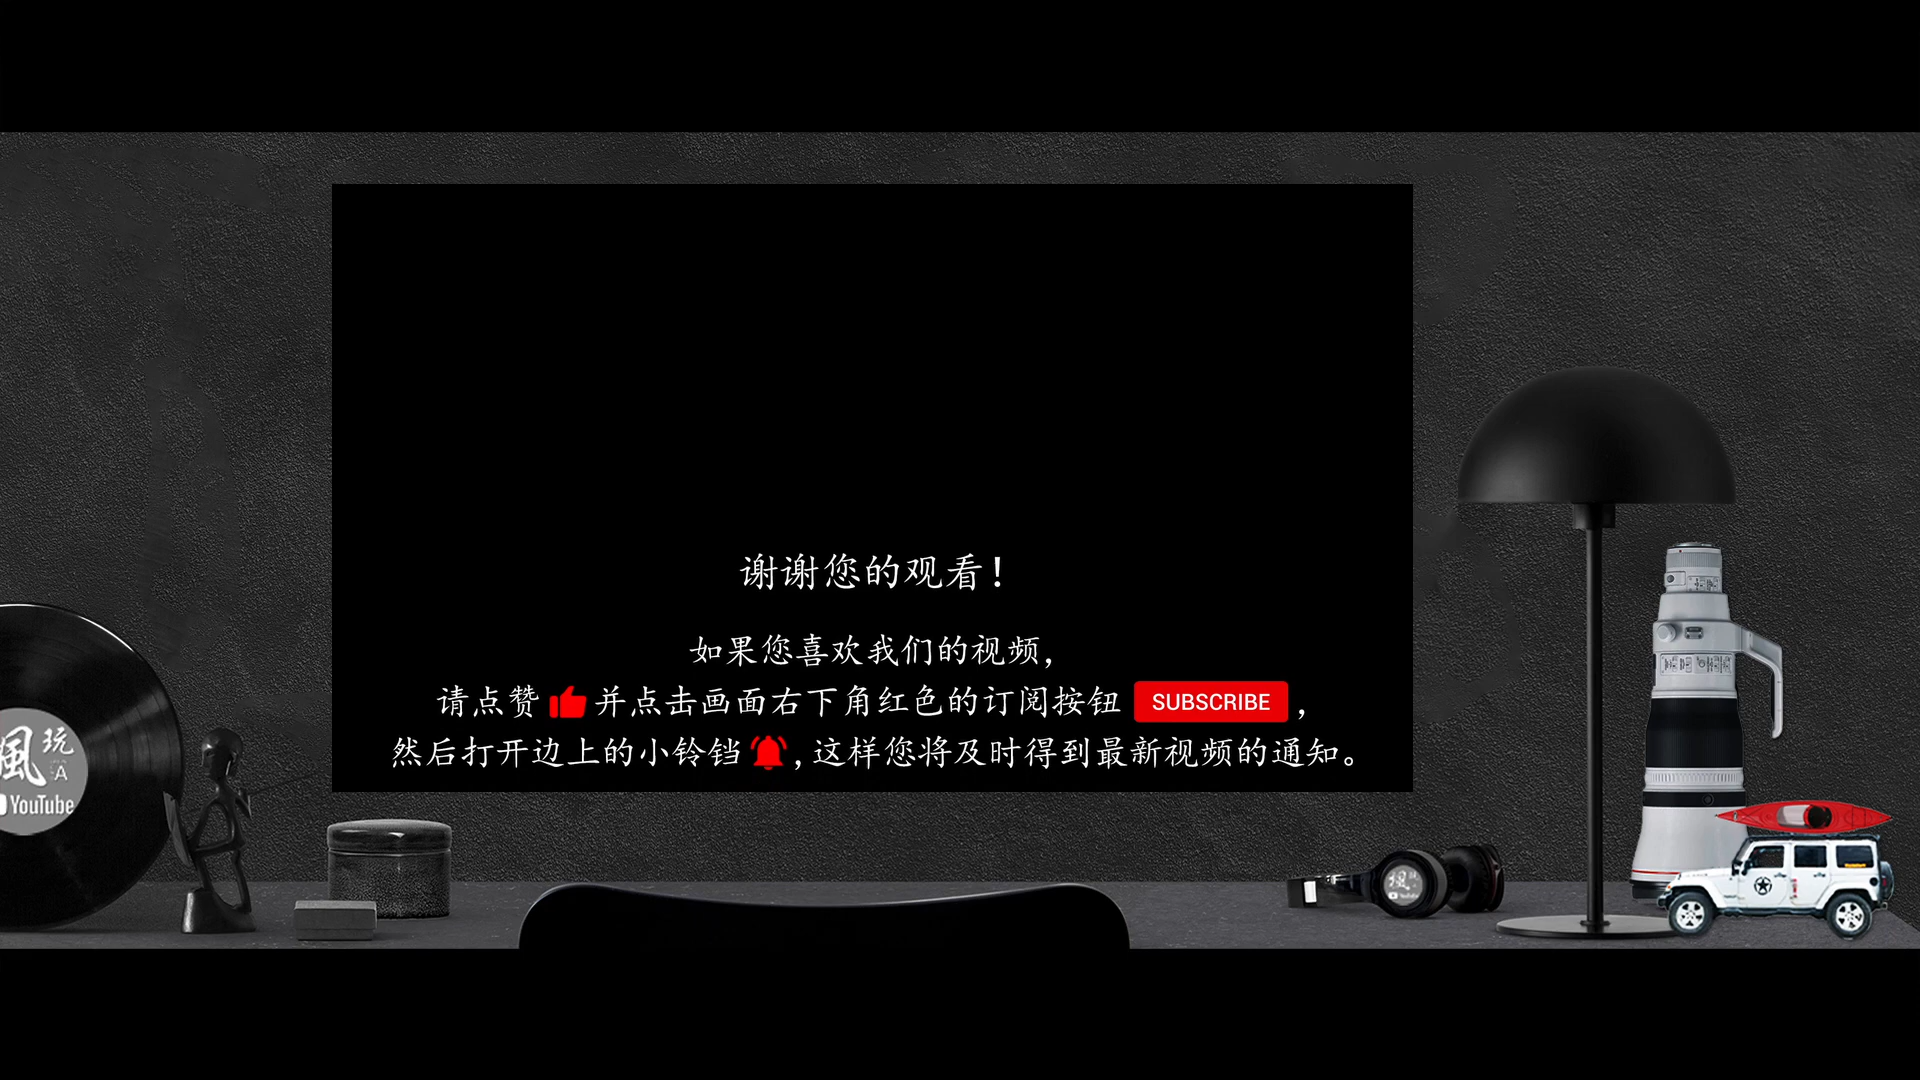 谢谢您的观看！
如果您喜欢我们的视频，
请点赞 并点击画面右下角红色的订阅按钮 SUBSCRIBE ，
然后打开边上的小铃铛 ，这样您将及时得到最新视频的通知。
風 玩
YouTube